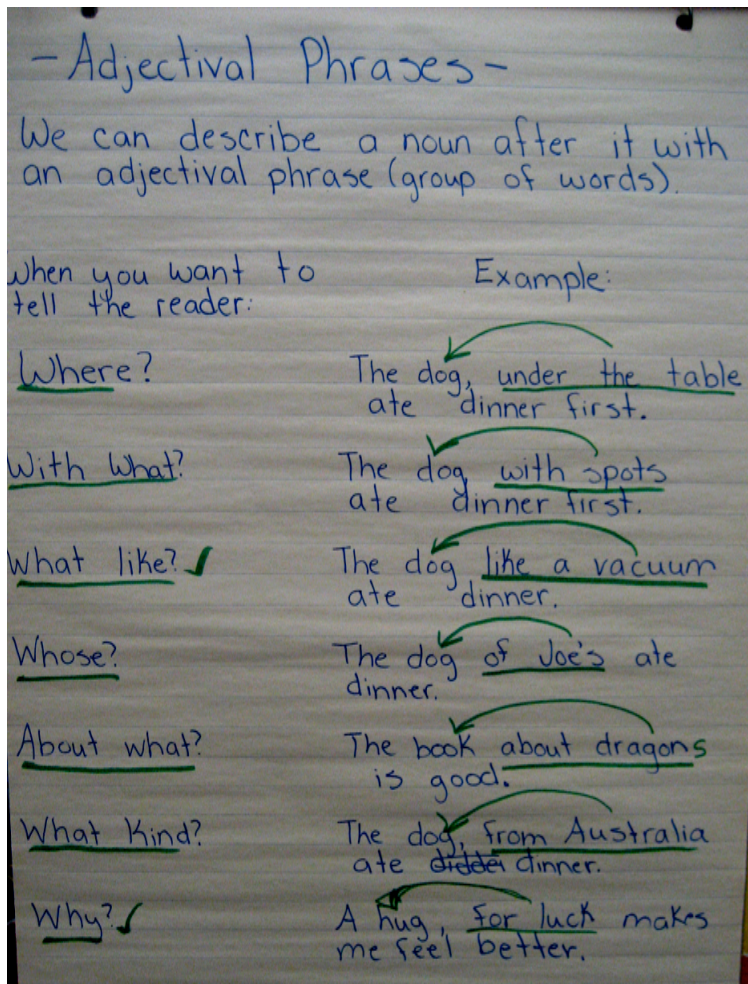 - Adjectival Phrases -
We can describe a noun after it with
an adjectival phrase (group of words).
When you want to
tell the reader:
Example:
Where?
The dog, under the table
ate dinner first.
With What?
The dog with spots
ate dinner first.
What like? ✓
The dog like a vacuum
ate dinner.
Whose?
The dog of Joe's ate
dinner.
About what?
The book about dragons
is good.
What Kind?
The dog, from Australia
ate dinner.
Why? ✓
A hug, for luck makes
me feel better.